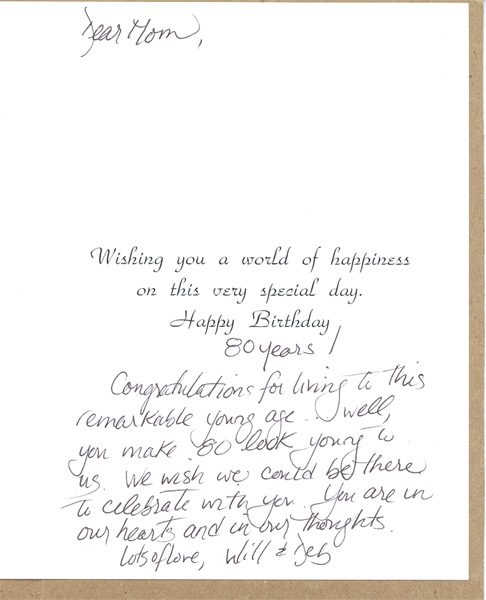 Dear Mom,
Wishing you a world of happiness
on this very special day.
Happy Birthday
80 years!
Congratulations for living to this
remarkable young age. Well,
you make 80 look young to
us. We wish we could be there
to celebrate with you. You are in
our hearts and in our thoughts.
Lots of love, Will & Deb